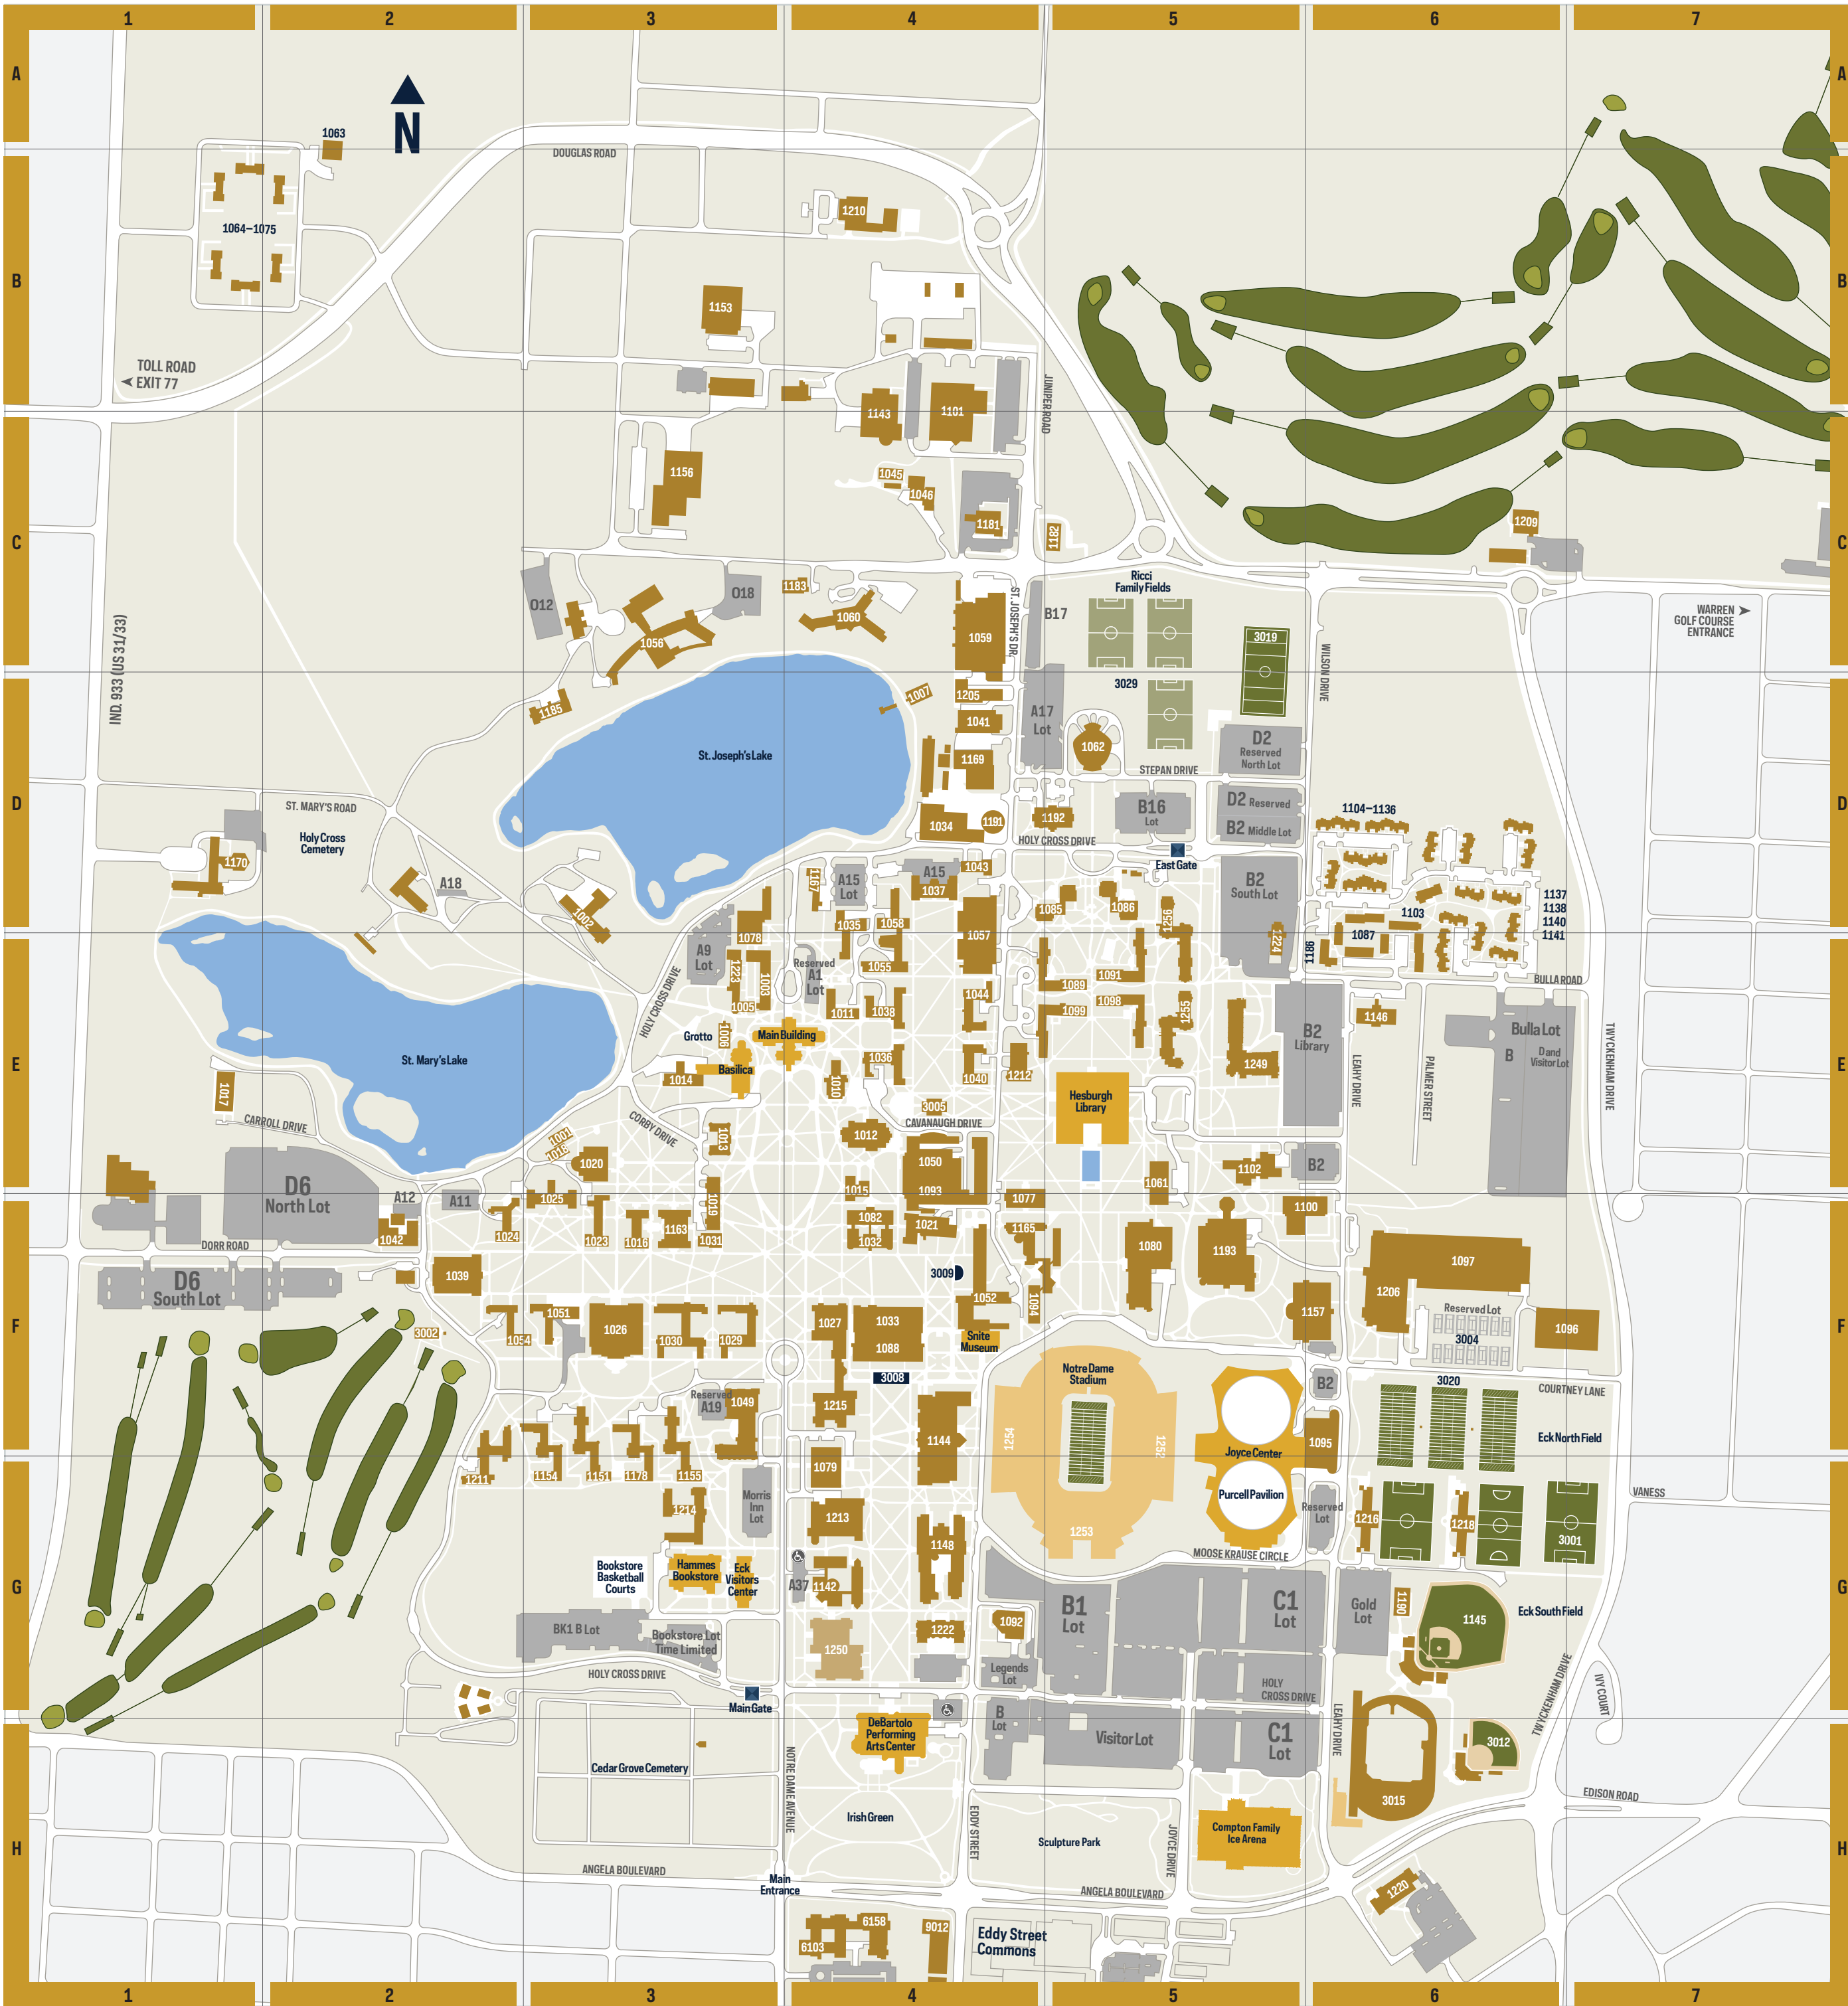 1 2 3 4 5 6 7
A A
N
1063
DOUGLAS ROAD
B B
1210
1064–1075
1153
TOLL ROAD
EXIT 77
JUNIPER ROAD
1143
1101
C C
1156
1045
1046
1181
1182
1209
1183
Ricci
Family Fields
O12
O18
B17
1060
1056
1059
ST. JOSEPH'S DR.
3019
WARREN
GOLF COURSE
ENTRANCE
IND. 933 (US 31/33)
WILSON DRIVE
3029
1007
1205
1185
A17
Lot
1041
St. Joseph's Lake
1062
D2
Reserved
North Lot
1169
STEPAN DRIVE
D D
ST. MARY'S ROAD
D2 Reserved
B16
Lot
1104–1136
1034
1191
1192
B2 Middle Lot
Holy Cross
Cemetery
HOLY CROSS DRIVE
East Gate
1170
A18
1167
A15
Lot
A15
1043
1037
B2
South Lot
1137
1138
1140
1141
1002
1085
1086
1256
1103
1035
1058
1078
1057
1087
1224
1186
A9
Lot
1223
1003
Reserved
A1
Lot
1055
1091
1089
BULLA ROAD
HOLY CROSS DRIVE
1005
1044
1098
1099
1255
1011
1038
1146
Grotto
1006
Main Building
B2
Library
Bulla Lot
B
D and
Visitor Lot
St. Mary's Lake
E E
Basilica
1014
1036
1010
1040
1212
1249
LEAHY DRIVE
PALMER STREET
TWYCKENHAM DRIVE
1017
Hesburgh
Library
3005
CARROLL DRIVE
CORBY DRIVE
CAVANAUGH DRIVE
1001
1018
1013
1012
1020
1050
1102
B2
D6
North Lot
A12
A11
1025
1019
1015
1093
1077
1061
1042
1024
1023
1016
1163
1031
1082
1032
1021
1165
1100
DORR ROAD
1080
1193
1039
D6
South Lot
3009
1097
1206
1052
1094
1157
F F
3002
1054
1051
1026
1030
1029
1027
1033
1088
Snite
Museum
Reserved Lot
3004
1096
Notre Dame
Stadium
3008
3020
COURTNEY LANE
B2
Reserved
A19
1049
1215
1144
1254
1252
Joyce Center
1095
Eck North Field
1211
1154
1151
1178
1155
1079
Purcell Pavilion
VANESS
Morris
Inn
Lot
1214
1213
Reserved
Lot
1216
1218
3001
1253
MOOSE KRAUSE CIRCLE
1148
Bookstore
Basketball
Courts
Hammes
Bookstore
Eck
Visitors
Center
A37
1142
G G
B1
Lot
C1
Lot
Gold
Lot
1190
1145
Eck South Field
1092
1222
BK1 B Lot
Bookstore Lot
Time Limited
1250
Legends
Lot
HOLY CROSS DRIVE
HOLY
CROSS DRIVE
IVY COURT
TWYCKENHAM DRIVE
Main Gate
B
Lot
DeBartolo
Performing
Arts Center
Visitor Lot
C1
Lot
LEAHY DRIVE
3012
Cedar Grove Cemetery
NOTRE DAME AVENUE
3015
EDISON ROAD
Irish Green
EDDY STREET
Sculpture Park
JOYCE DRIVE
Compton Family
Ice Arena
H H
ANGELA BOULEVARD
Main
Entrance
ANGELA BOULEVARD
1220
6158
6103
9012
Eddy Street
Commons
1 2 3 4 5 6 7